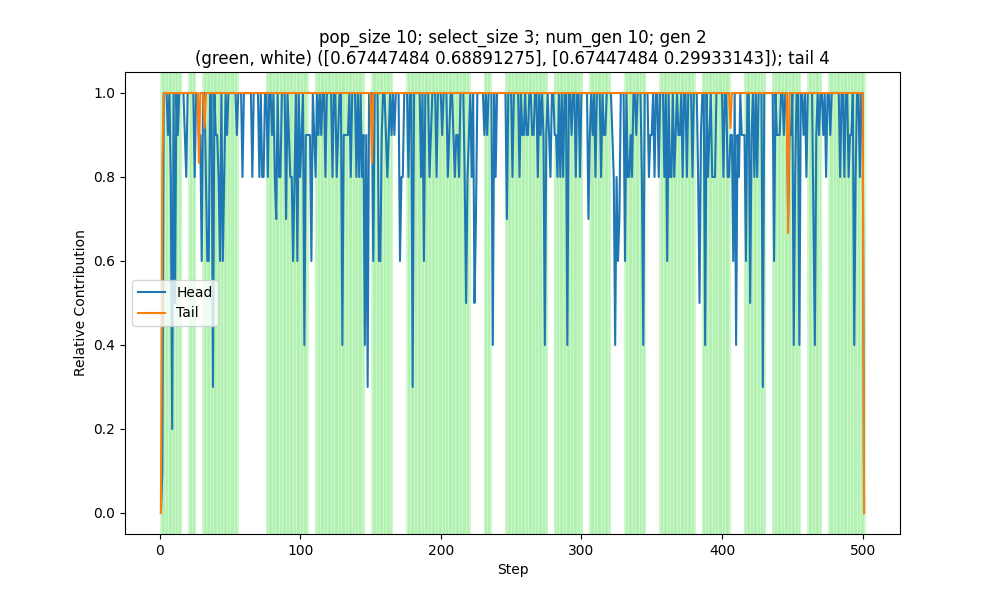 pop_size 10; select_size 3; num_gen 10; gen 2
(green, white) ([0.67447484 0.68891275], [0.67447484 0.29933143]); tail 4
1.0
0.8
0.6
0.4
0.2
0.0
Relative Contribution
Head
Tail
0 100 200 300 400 500
Step